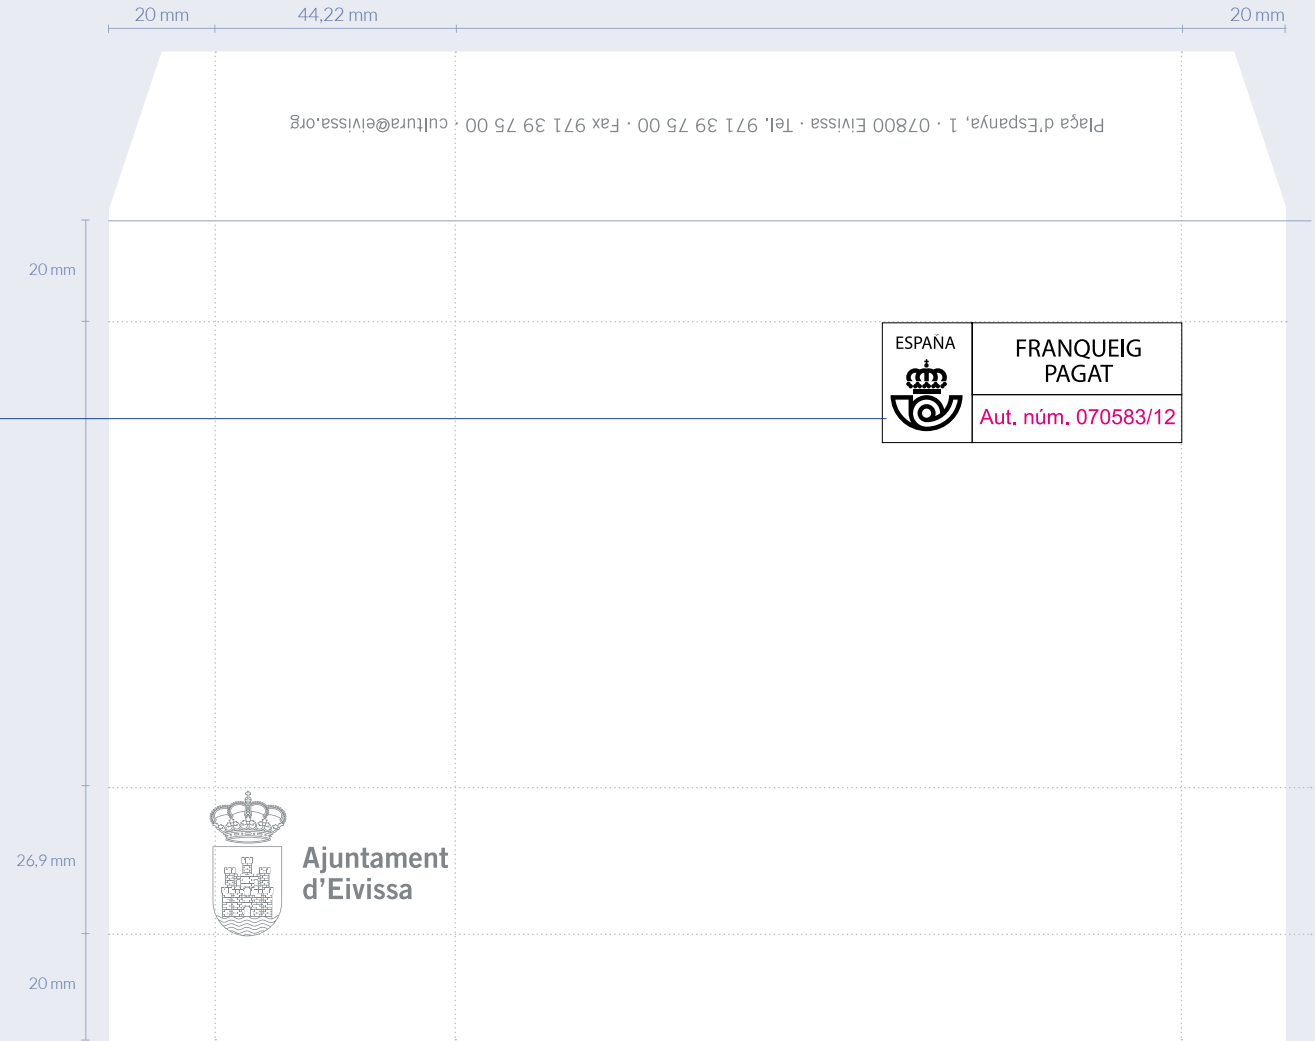 20 mm
44,22 mm
20 mm
Plaça d'Espanya, 1 · 07800 Eivissa · Tel. 971 39 75 00 · Fax 971 39 75 00 · cultura@eivissa.org
20 mm
ESPAÑA
FRANQUEIG
PAGAT
Aut. núm. 070583/12
26,9 mm
Ajuntament
d'Eivissa
20 mm